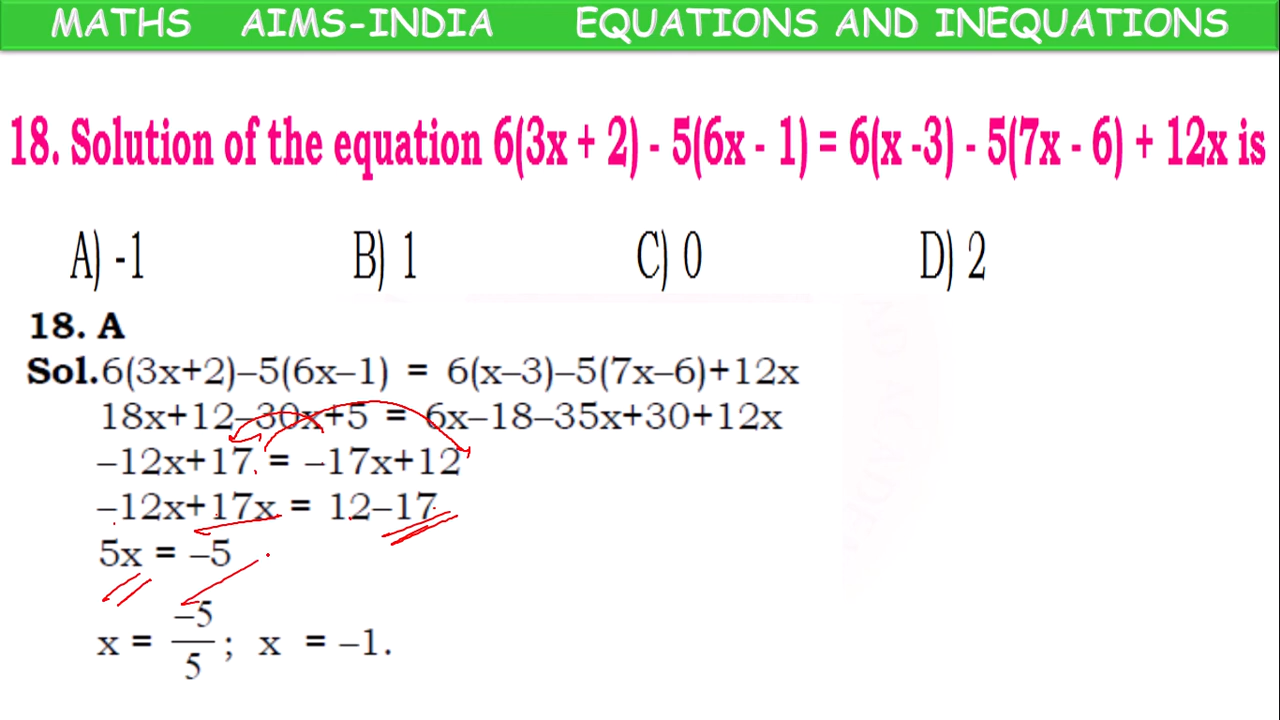 MATHS AIMS-INDIA EQUATIONS AND INEQUATIONS
18. Solution of the equation 6(3x + 2) - 5(6x - 1) = 6(x -3) - 5(7x - 6) + 12x is
A) -1 B) 1 C) 0 D) 2
18. A
Sol. 6(3x+2)–5(6x–1) = 6(x–3)–5(7x–6)+12x
18x+12–30x+5 = 6x–18–35x+30+12x
–12x+17 = –17x+12
–12x+17x = 12–17
5x = –5
x = –5/5 ; x = –1.